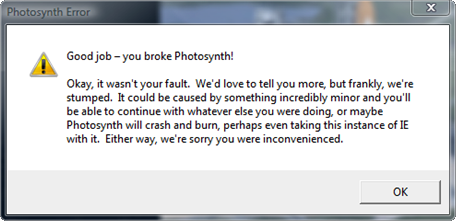 Photosynth Error
Good job – you broke Photosynth!
Okay, it wasn't your fault.  We'd love to tell you more, but frankly, we're
stumped.  It could be caused by something incredibly minor and you'll
be able to continue with whatever else you were doing, or maybe
Photosynth will crash and burn, perhaps even taking this instance of IE
with it.  Either way, we're sorry you were inconvenienced.
OK